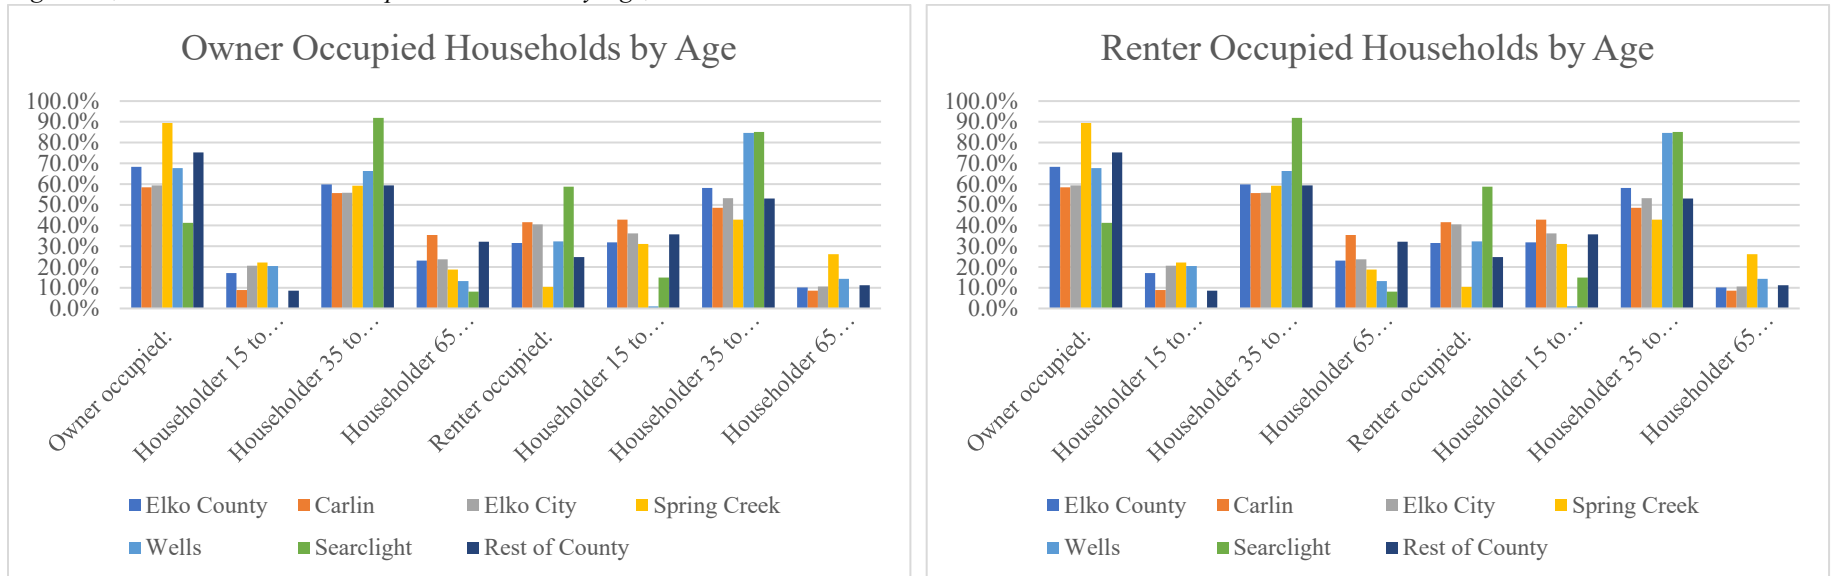 Owner Occupied Households by Age
100.0%
90.0%
80.0%
70.0%
60.0%
50.0%
40.0%
30.0%
20.0%
10.0%
0.0%
Owner occupied:
Householder 15 to…
Householder 35 to…
Householder 65…
Renter occupied:
Householder 15 to…
Householder 35 to…
Householder 65…
Elko County Carlin Elko City Spring Creek
Wells Searclight Rest of County
Renter Occupied Households by Age
100.0%
90.0%
80.0%
70.0%
60.0%
50.0%
40.0%
30.0%
20.0%
10.0%
0.0%
Owner occupied:
Householder 15 to…
Householder 35 to…
Householder 65…
Renter occupied:
Householder 15 to…
Householder 35 to…
Householder 65…
Elko County Carlin Elko City Spring Creek
Wells Searclight Rest of County